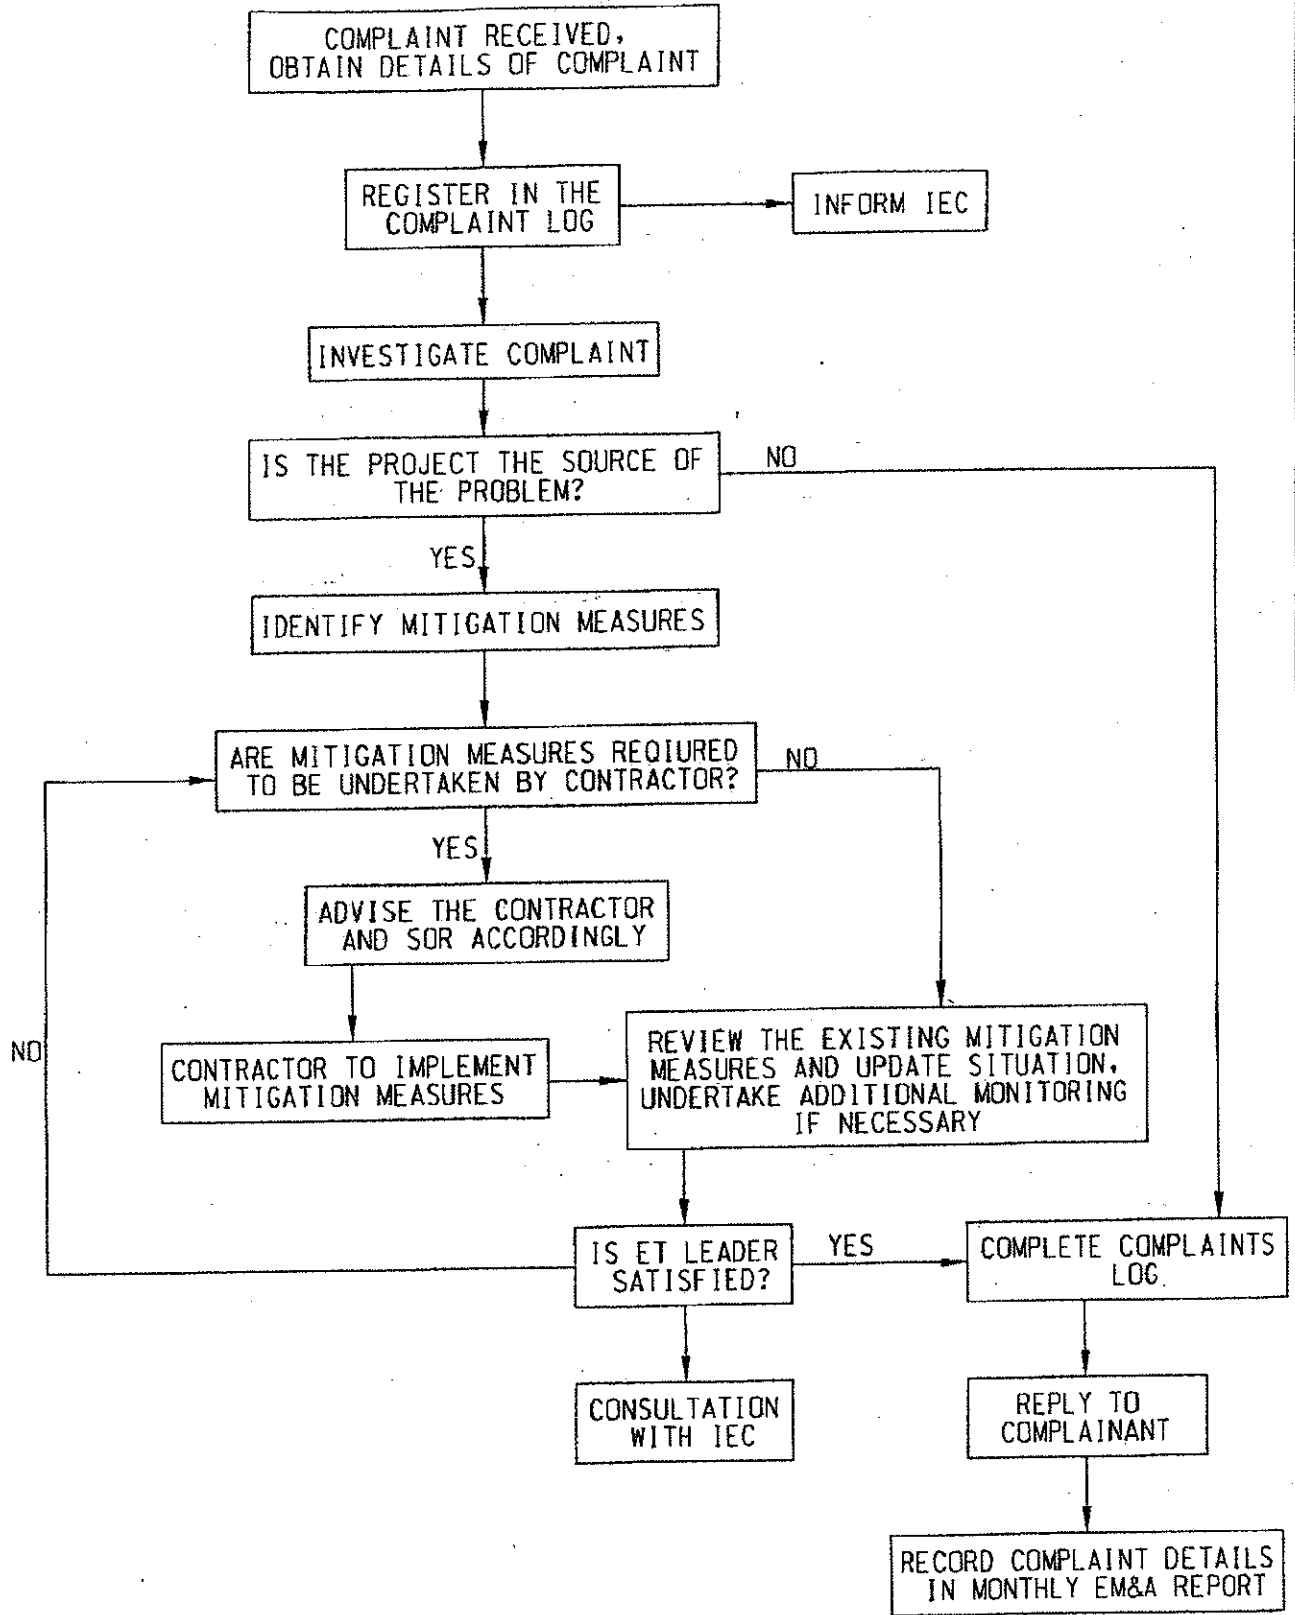 COMPLAINT RECEIVED,
OBTAIN DETAILS OF COMPLAINT
REGISTER IN THE
COMPLAINT LOG
INFORM IEC
INVESTIGATE COMPLAINT
IS THE PROJECT THE SOURCE OF
THE PROBLEM?
NO
YES
IDENTIFY MITIGATION MEASURES
ARE MITIGATION MEASURES REQIURED
TO BE UNDERTAKEN BY CONTRACTOR?
NO
YES
ADVISE THE CONTRACTOR
AND SOR ACCORDINGLY
NO
CONTRACTOR TO IMPLEMENT
MITIGATION MEASURES
REVIEW THE EXISTING MITIGATION
MEASURES AND UPDATE SITUATION,
UNDERTAKE ADDITIONAL MONITORING
IF NECESSARY
IS ET LEADER
SATISFIED?
YES
COMPLETE COMPLAINTS
LOG.
CONSULTATION
WITH IEC
REPLY TO
COMPLAINANT
RECORD COMPLAINT DETAILS
IN MONTHLY EM&A REPORT